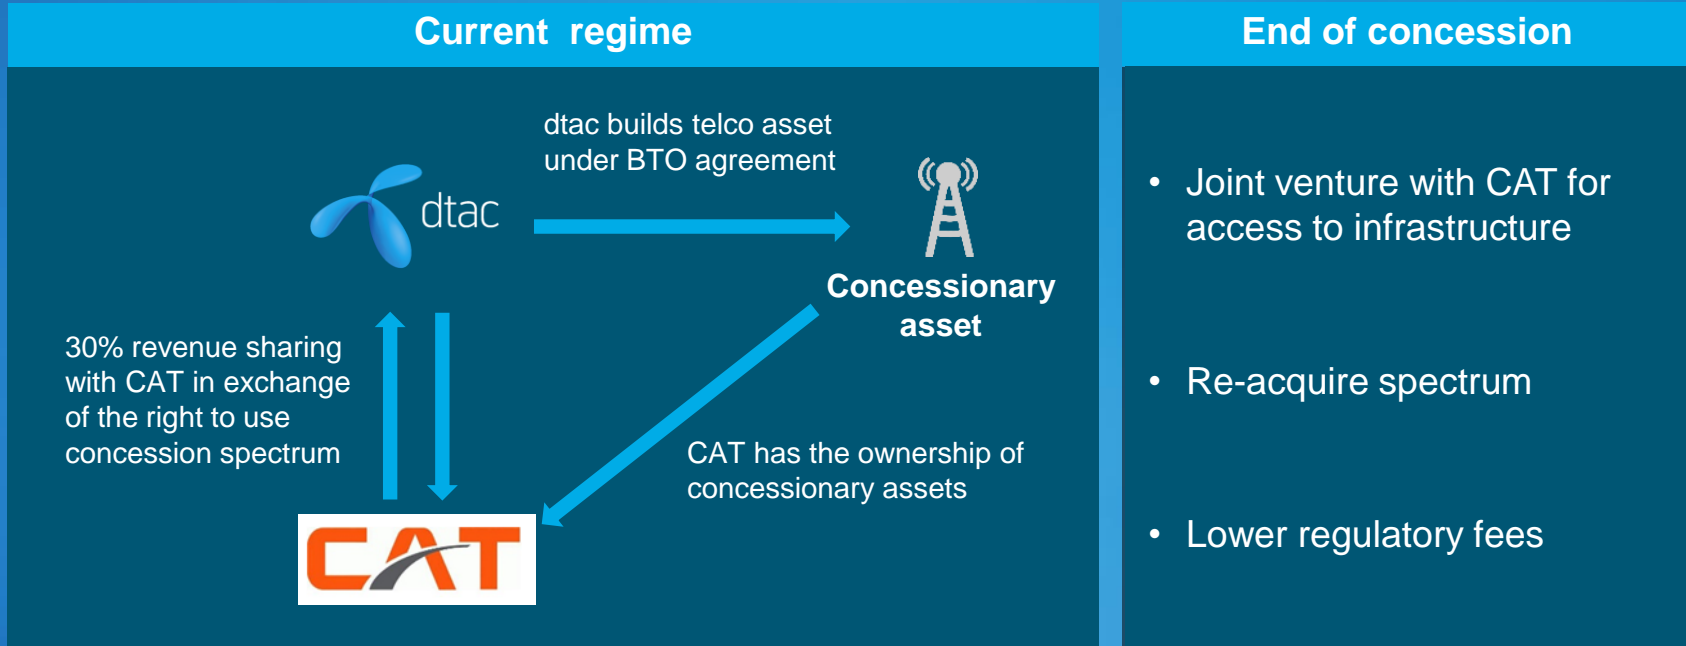 Current regime
dtac builds telco asset
under BTO agreement
dtac
Concessionary
asset
30% revenue sharing
with CAT in exchange
of the right to use
concession spectrum
CAT has the ownership of
concessionary assets
CAT
End of concession
• Joint venture with CAT for
access to infrastructure
• Re-acquire spectrum
• Lower regulatory fees